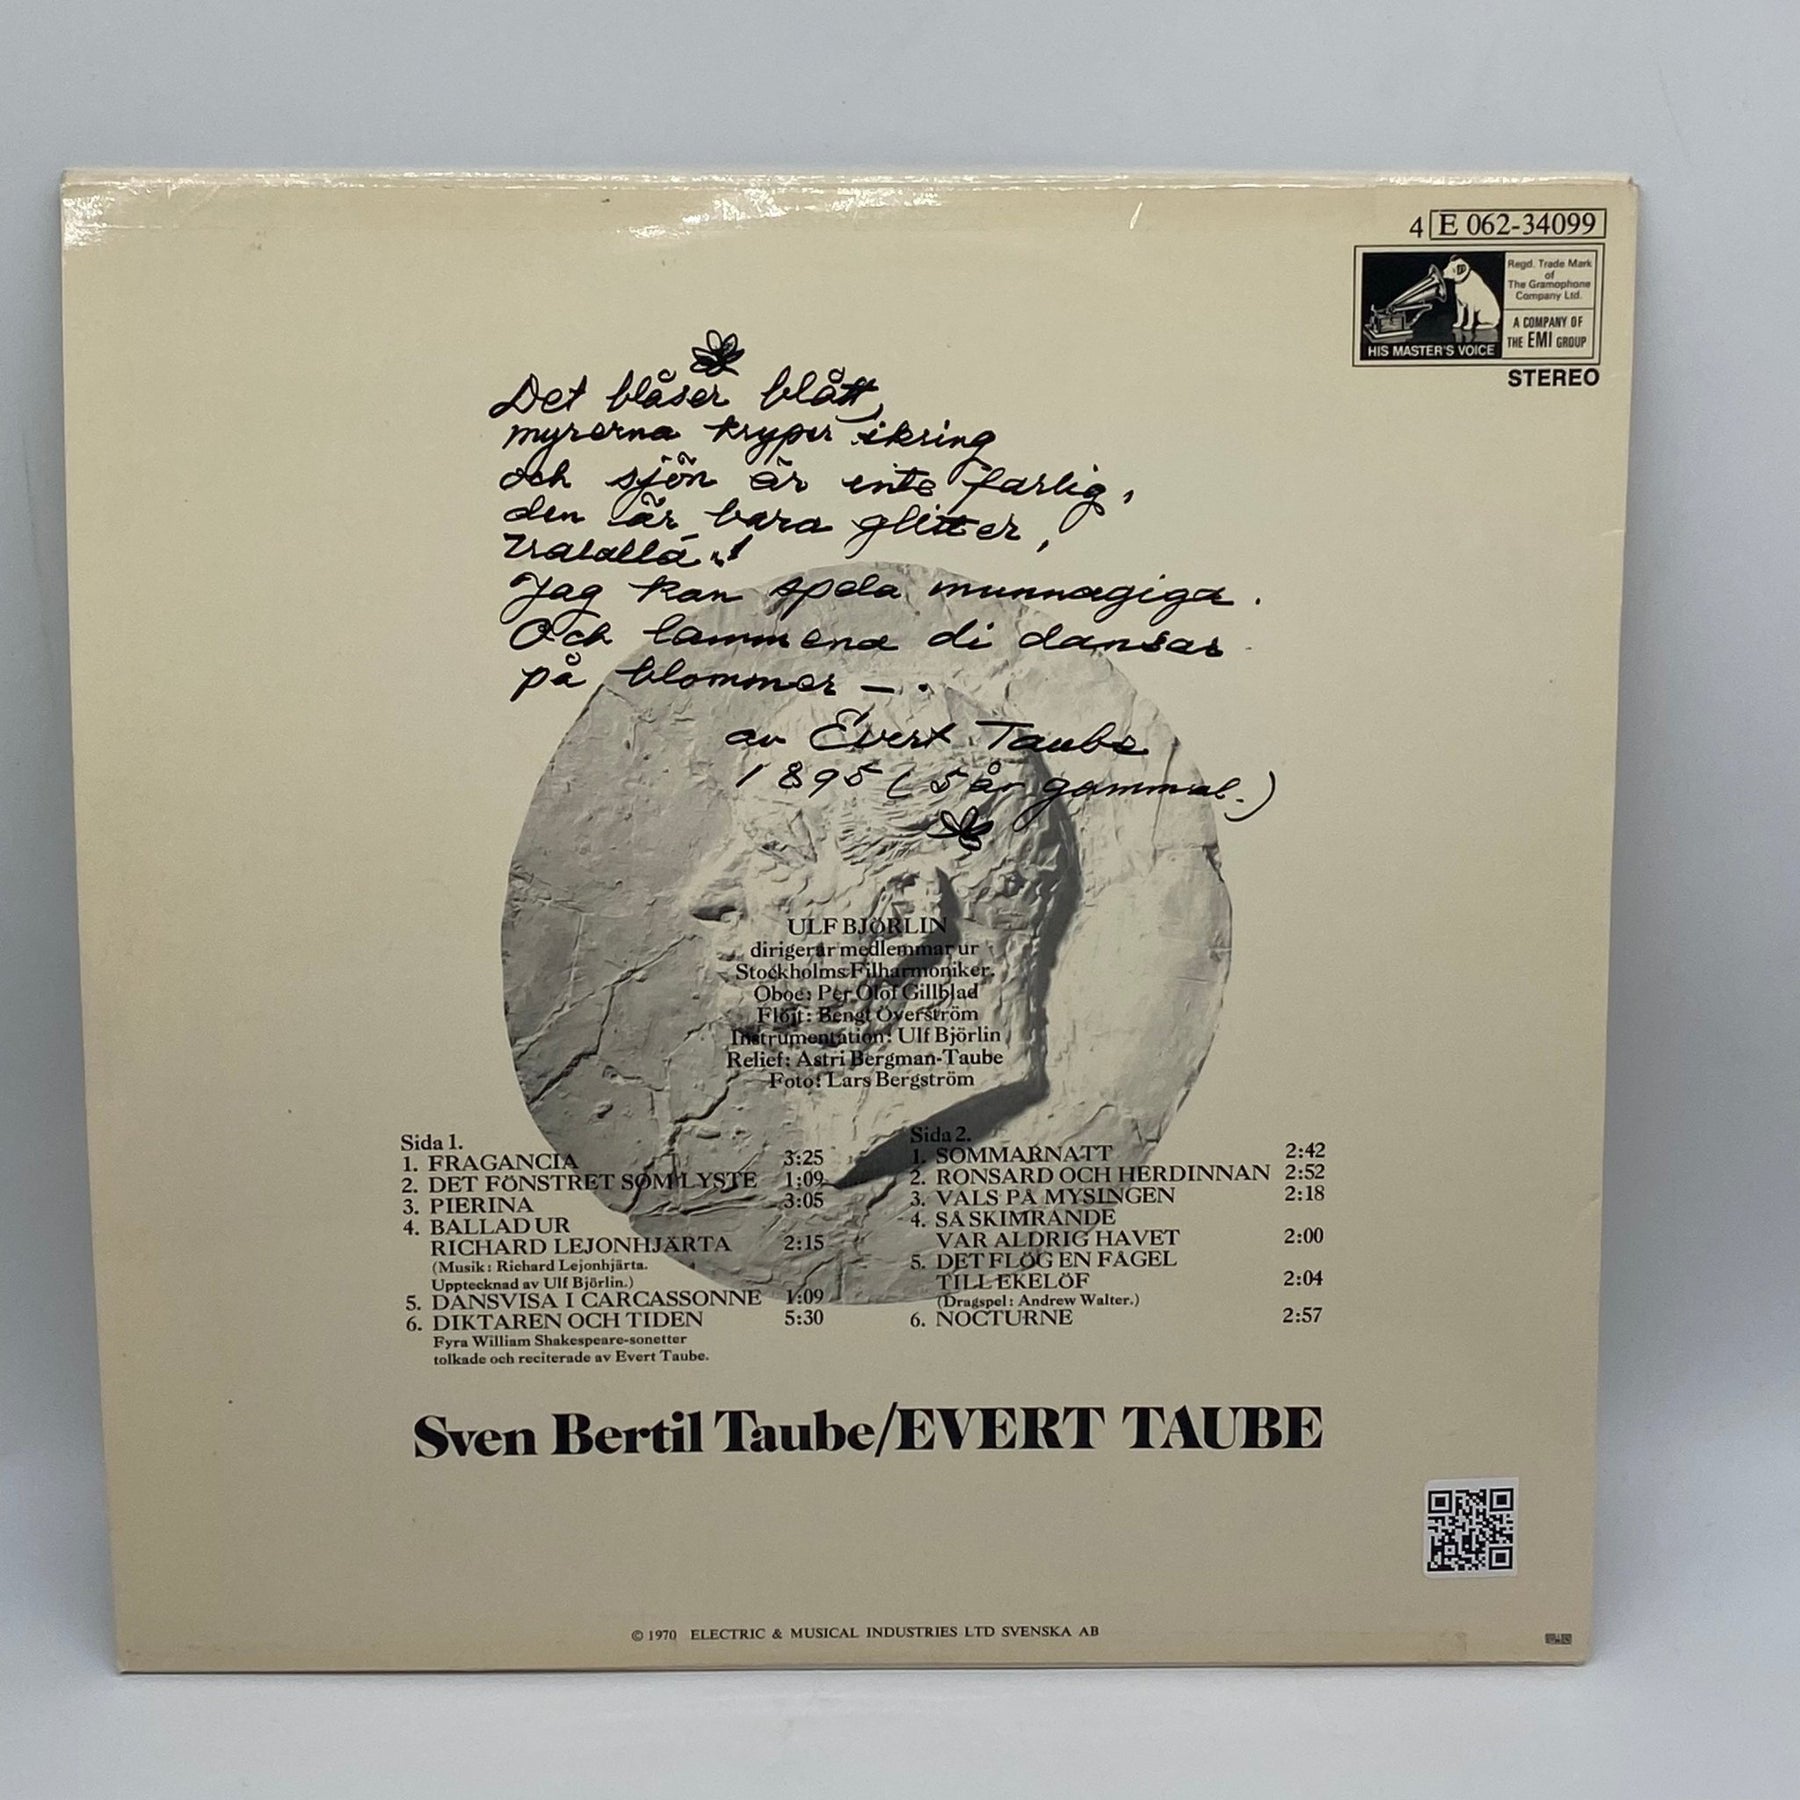 4 E 062-34099
Regd. Trade Mark
of
The Gramophone
Company Ltd.
A COMPANY OF
THE EMI GROUP
HIS MASTER'S VOICE
STEREO
Det blåser blått,
myrorna kryper ikring
och sjön är inte farlig,
den är bara glitter,
tralallá!
Jag kan spela munnagiga.
Och lammena di dansar
på blommer –.
av Evert Taube
1895 (5 år gammal.)
ULF BJÖRLIN
dirigerar medlemmar ur
Stockholms Filharmoniker.
Oboe: Per Olof Gillblad
Flöjt: Bengt Överström
Instrumentation: Ulf Björlin
Relief: Astri Bergman-Taube
Foto: Lars Bergström
Sida 1.
1. FRAGANCIA 3:25
2. DET FÖNSTRET SOM LYSTE 1:09
3. PIERINA 3:05
4. BALLAD UR
RICHARD LEJONHJÄRTA 2:15
(Musik: Richard Lejonhjärta.
Upptecknad av Ulf Björlin.)
5. DANSVISA I CARCASSONNE 1:09
6. DIKTAREN OCH TIDEN 5:30
Fyra William Shakespeare-sonetter
tolkade och reciterade av Evert Taube.
Sida 2.
1. SOMMARNATT 2:42
2. RONSARD OCH HERDINNAN 2:52
3. VALS PÅ MYSINGEN 2:18
4. SÅ SKIMRANDE
VAR ALDRIG HAVET 2:00
5. DET FLÖG EN FÅGEL
TILL EKELÖF 2:04
(Dragspel: Andrew Walter.)
6. NOCTURNE 2:57
Sven Bertil Taube/EVERT TAUBE
© 1970 ELECTRIC & MUSICAL INDUSTRIES LTD SVENSKA AB